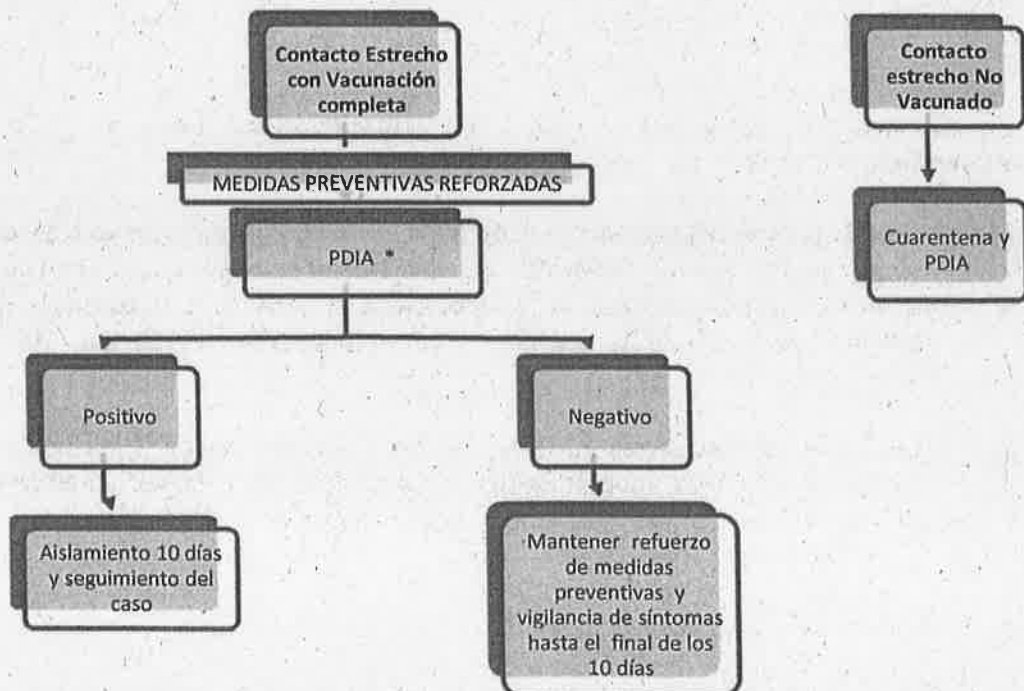 Contacto Estrecho
con Vacunación
completa
MEDIDAS PREVENTIVAS REFORZADAS
PDIA *
Positivo
Aislamiento 10 días
y seguimiento del
caso
Negativo
Mantener refuerzo
de medidas
preventivas y
vigilancia de síntomas
hasta el final de los
10 días
Contacto
estrecho No
Vacunado
Cuarentena y
PDIA